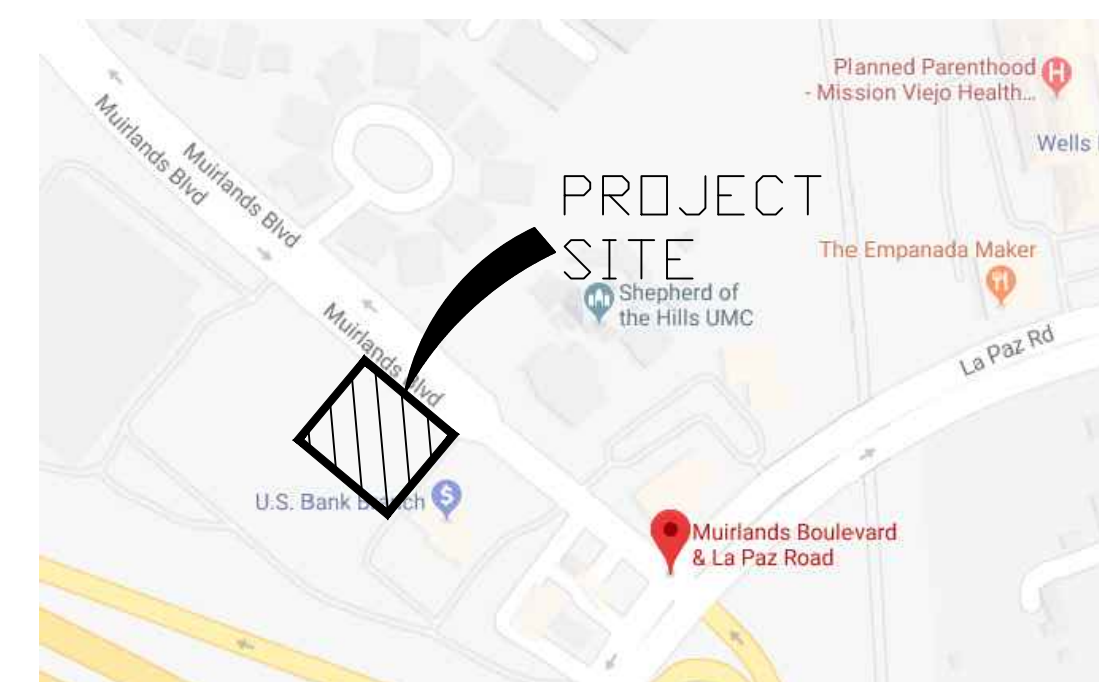 Planned Parenthood
- Mission Viejo Health...
Wells
Muirlands Blvd
Muirlands Blvd
PROJECT
SITE
The Empanada Maker
Shepherd of
the Hills UMC
Muirlands Blvd
La Paz Rd
U.S. Bank Branch
Muirlands Boulevard
& La Paz Road